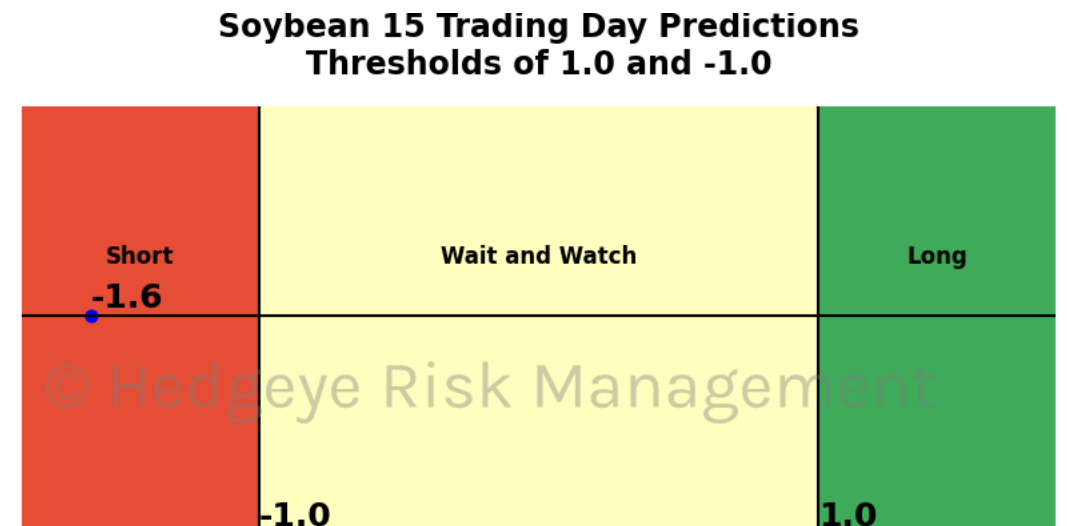 Soybean 15 Trading Day Predictions
Thresholds of 1.0 and -1.0
Short
Wait and Watch
Long
-1.6
© Hedgeye Risk Management
-1.0
1.0